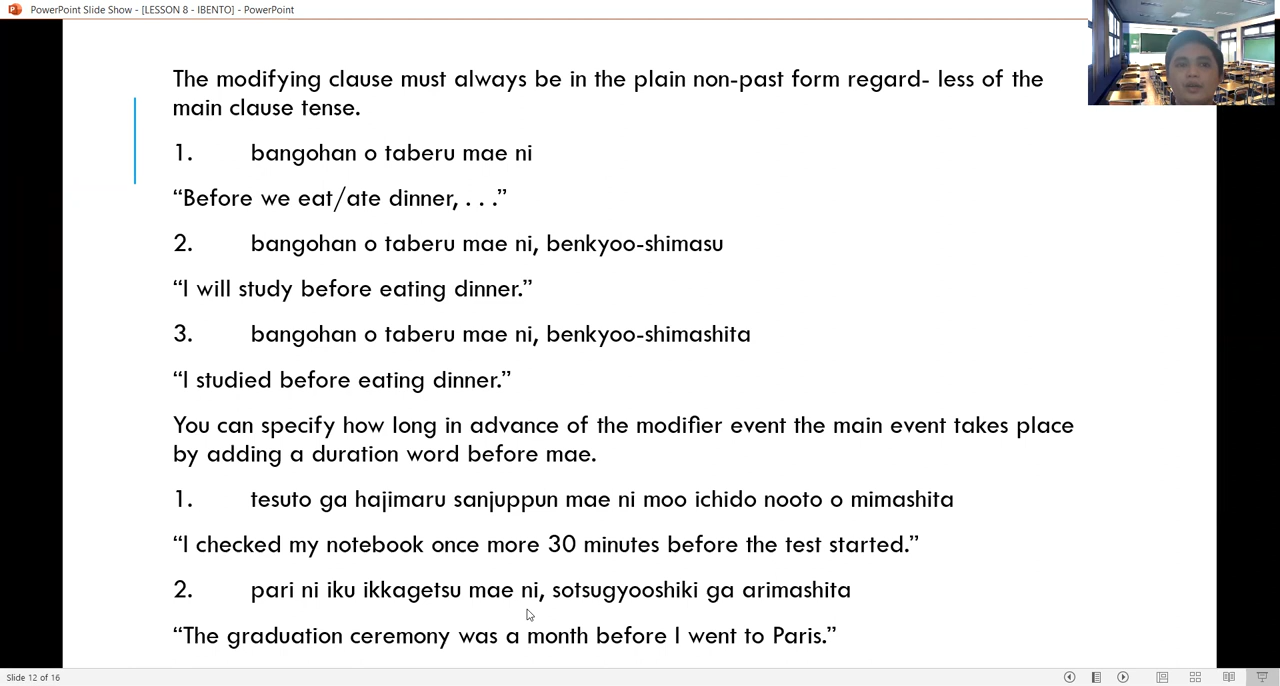 PowerPoint Slide Show - [LESSON 8 - IBENTO] - PowerPoint
The modifying clause must always be in the plain non-past form regard- less of the
main clause tense.
1. bangohan o taberu mae ni
“Before we eat/ate dinner, . . .”
2. bangohan o taberu mae ni, benkyoo-shimasu
“I will study before eating dinner.”
3. bangohan o taberu mae ni, benkyoo-shimashita
“I studied before eating dinner.”
You can specify how long in advance of the modifier event the main event takes place
by adding a duration word before mae.
1. tesuto ga hajimaru sanjuppun mae ni moo ichido nooto o mimashita
“I checked my notebook once more 30 minutes before the test started.”
2. pari ni iku ikkagetsu mae ni, sotsugyooshiki ga arimashita
“The graduation ceremony was a month before I went to Paris.”
Slide 12 of 16